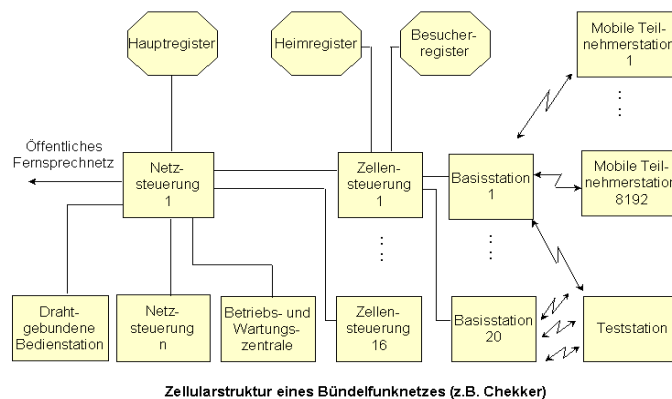 Hauptregister
Heimregister
Besucher-
register
Mobile Teil-
nehmerstation
1
Öffentliches
Fernsprechnetz
Netz-
steuerung
1
Zellen-
steuerung
1
Basisstation
1
Mobile Teil-
nehmerstation
8192
Draht-
gebundene
Bedienstation
Netz-
steuerung
n
Betriebs- und
Wartungs-
zentrale
Zellen-
steuerung
16
Basisstation
20
Teststation
Zellularstruktur eines Bündelfunknetzes (z.B. Chekker)